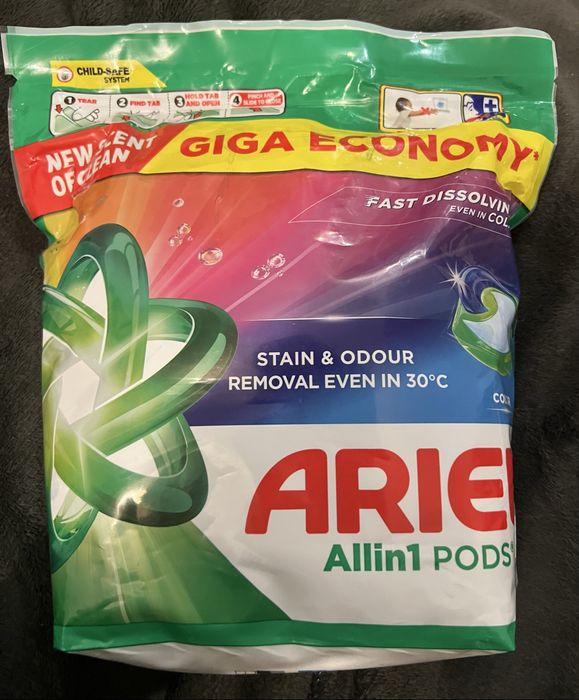 CHILD-SAFE
SYSTEM
1 TEAR
2 FIND TAB
3 HOLD TAB
AND OPEN
4 PINCH AND
SLIDE TO CLOSE
NEW SCENT
OF CLEAN
GIGA ECONOMY*
FAST DISSOLVIN
EVEN IN COL
STAIN & ODOUR
REMOVAL EVEN IN 30°C
COL
ARIEL
Allin1 PODS®